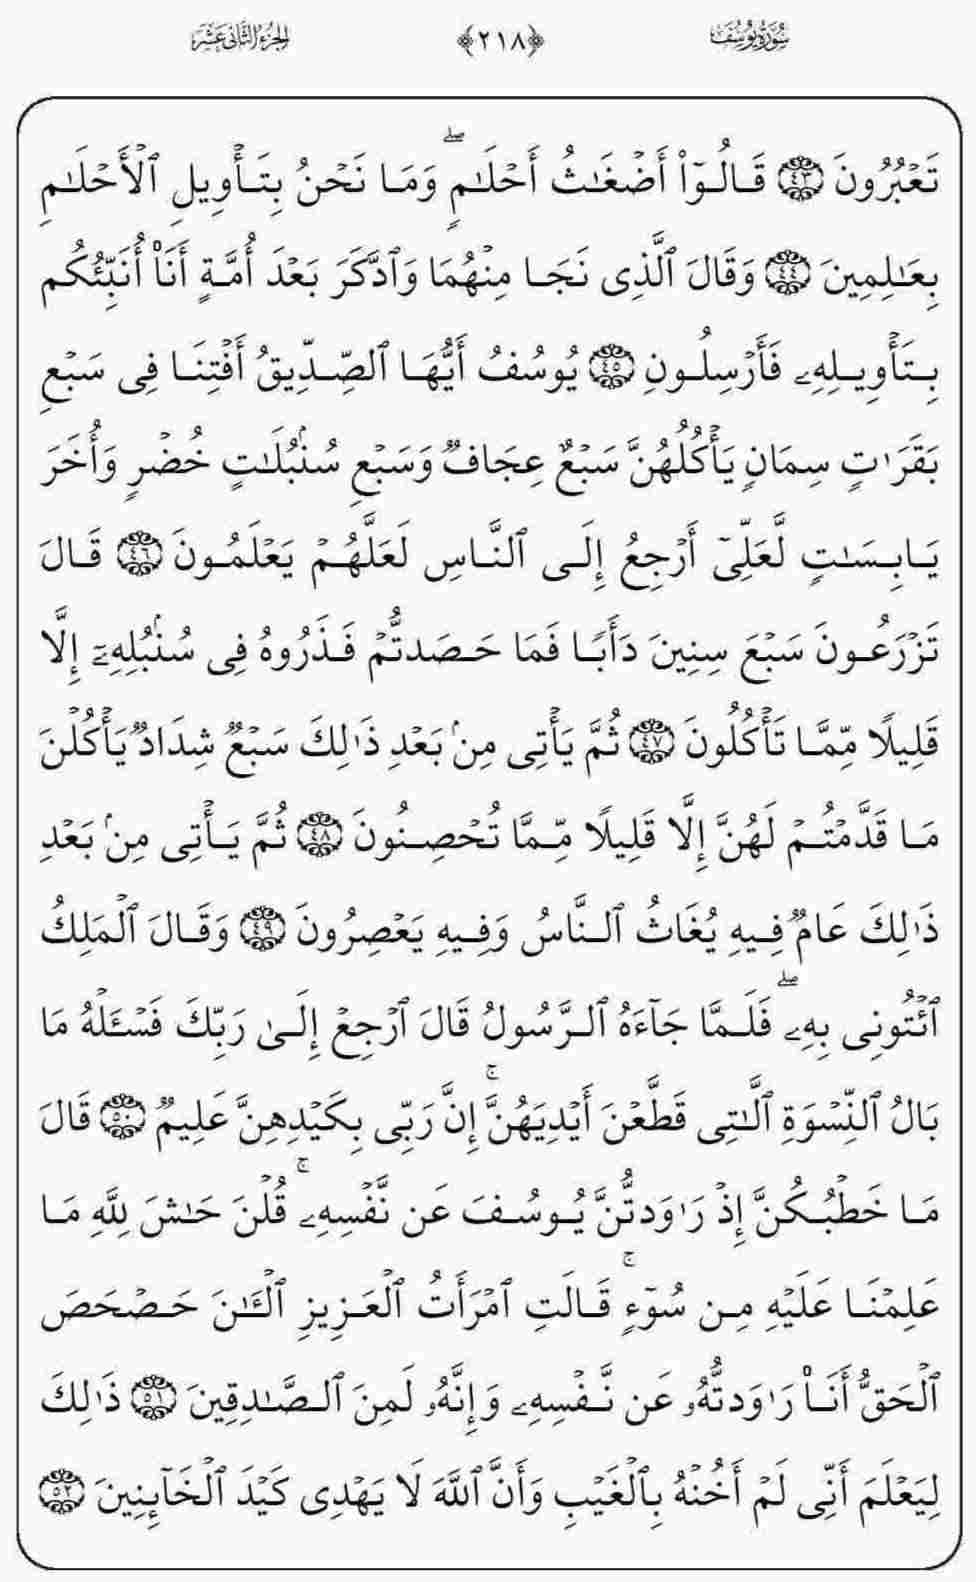 سُورَةُ يُوسُفَ ﴿٢١٨﴾ الجُزءُ الثَّانِي عَشَرَ
تَعۡبُرُونَ ٤٣ قَالُوٓاْ أَضۡغَٰثُ أَحۡلَٰمٖۖ وَمَا نَحۡنُ بِتَأۡوِيلِ ٱلۡأَحۡلَٰمِ
بِعَٰلِمِينَ ٤٤ وَقَالَ ٱلَّذِي نَجَا مِنۡهُمَا وَٱدَّكَرَ بَعۡدَ أُمَّةٍ أَنَا۠ أُنَبِّئُكُم
بِتَأۡوِيلِهِۦ فَأَرۡسِلُونِ ٤٥ يُوسُفُ أَيُّهَا ٱلصِّدِّيقُ أَفۡتِنَا فِي سَبۡعِ
بَقَرَٰتٖ سِمَانٖ يَأۡكُلُهُنَّ سَبۡعٌ عِجَافٞ وَسَبۡعِ سُنۢبُلَٰتٍ خُضۡرٖ وَأُخَرَ
يَابِسَٰتٖ لَّعَلِّيٓ أَرۡجِعُ إِلَى ٱلنَّاسِ لَعَلَّهُمۡ يَعۡلَمُونَ ٤٦ قَالَ
تَزۡرَعُونَ سَبۡعَ سِنِينَ دَأَبٗا فَمَا حَصَدتُّمۡ فَذَرُوهُ فِي سُنۢبُلِهِۦٓ إِلَّا
قَلِيلٗا مِّمَّا تَأۡكُلُونَ ٤٧ ثُمَّ يَأۡتِي مِنۢ بَعۡدِ ذَٰلِكَ سَبۡعٞ شِدَادٞ يَأۡكُلۡنَ
مَا قَدَّمۡتُمۡ لَهُنَّ إِلَّا قَلِيلٗا مِّمَّا تُحۡصِنُونَ ٤٨ ثُمَّ يَأۡتِي مِنۢ بَعۡدِ
ذَٰلِكَ عَامٞ فِيهِ يُغَاثُ ٱلنَّاسُ وَفِيهِ يَعۡصِرُونَ ٤٩ وَقَالَ ٱلۡمَلِكُ
ٱئۡتُونِي بِهِۦۖ فَلَمَّا جَآءَهُ ٱلرَّسُولُ قَالَ ٱرۡجِعۡ إِلَىٰ رَبِّكَ فَسۡـَٔلۡهُ مَا
بَالُ ٱلنِّسۡوَةِ ٱلَّٰتِي قَطَّعۡنَ أَيۡدِيَهُنَّۚ إِنَّ رَبِّي بِكَيۡدِهِنَّ عَلِيمٞ ٥٠ قَالَ
مَا خَطۡبُكُنَّ إِذۡ رَٰوَدتُّنَّ يُوسُفَ عَن نَّفۡسِهِۦۚ قُلۡنَ حَٰشَ لِلَّهِ مَا
عَلِمۡنَا عَلَيۡهِ مِن سُوٓءٖۚ قَالَتِ ٱمۡرَأَتُ ٱلۡعَزِيزِ ٱلۡـَٰٔنَ حَصۡحَصَ
ٱلۡحَقُّ أَنَا۠ رَٰوَدتُّهُۥ عَن نَّفۡسِهِۦ وَإِنَّهُۥ لَمِنَ ٱلصَّٰدِقِينَ ٥١ ذَٰلِكَ
لِيَعۡلَمَ أَنِّي لَمۡ أَخُنۡهُ بِٱلۡغَيۡبِ وَأَنَّ ٱللَّهَ لَا يَهۡدِي كَيۡدَ ٱلۡخَآئِنِينَ ٥٢